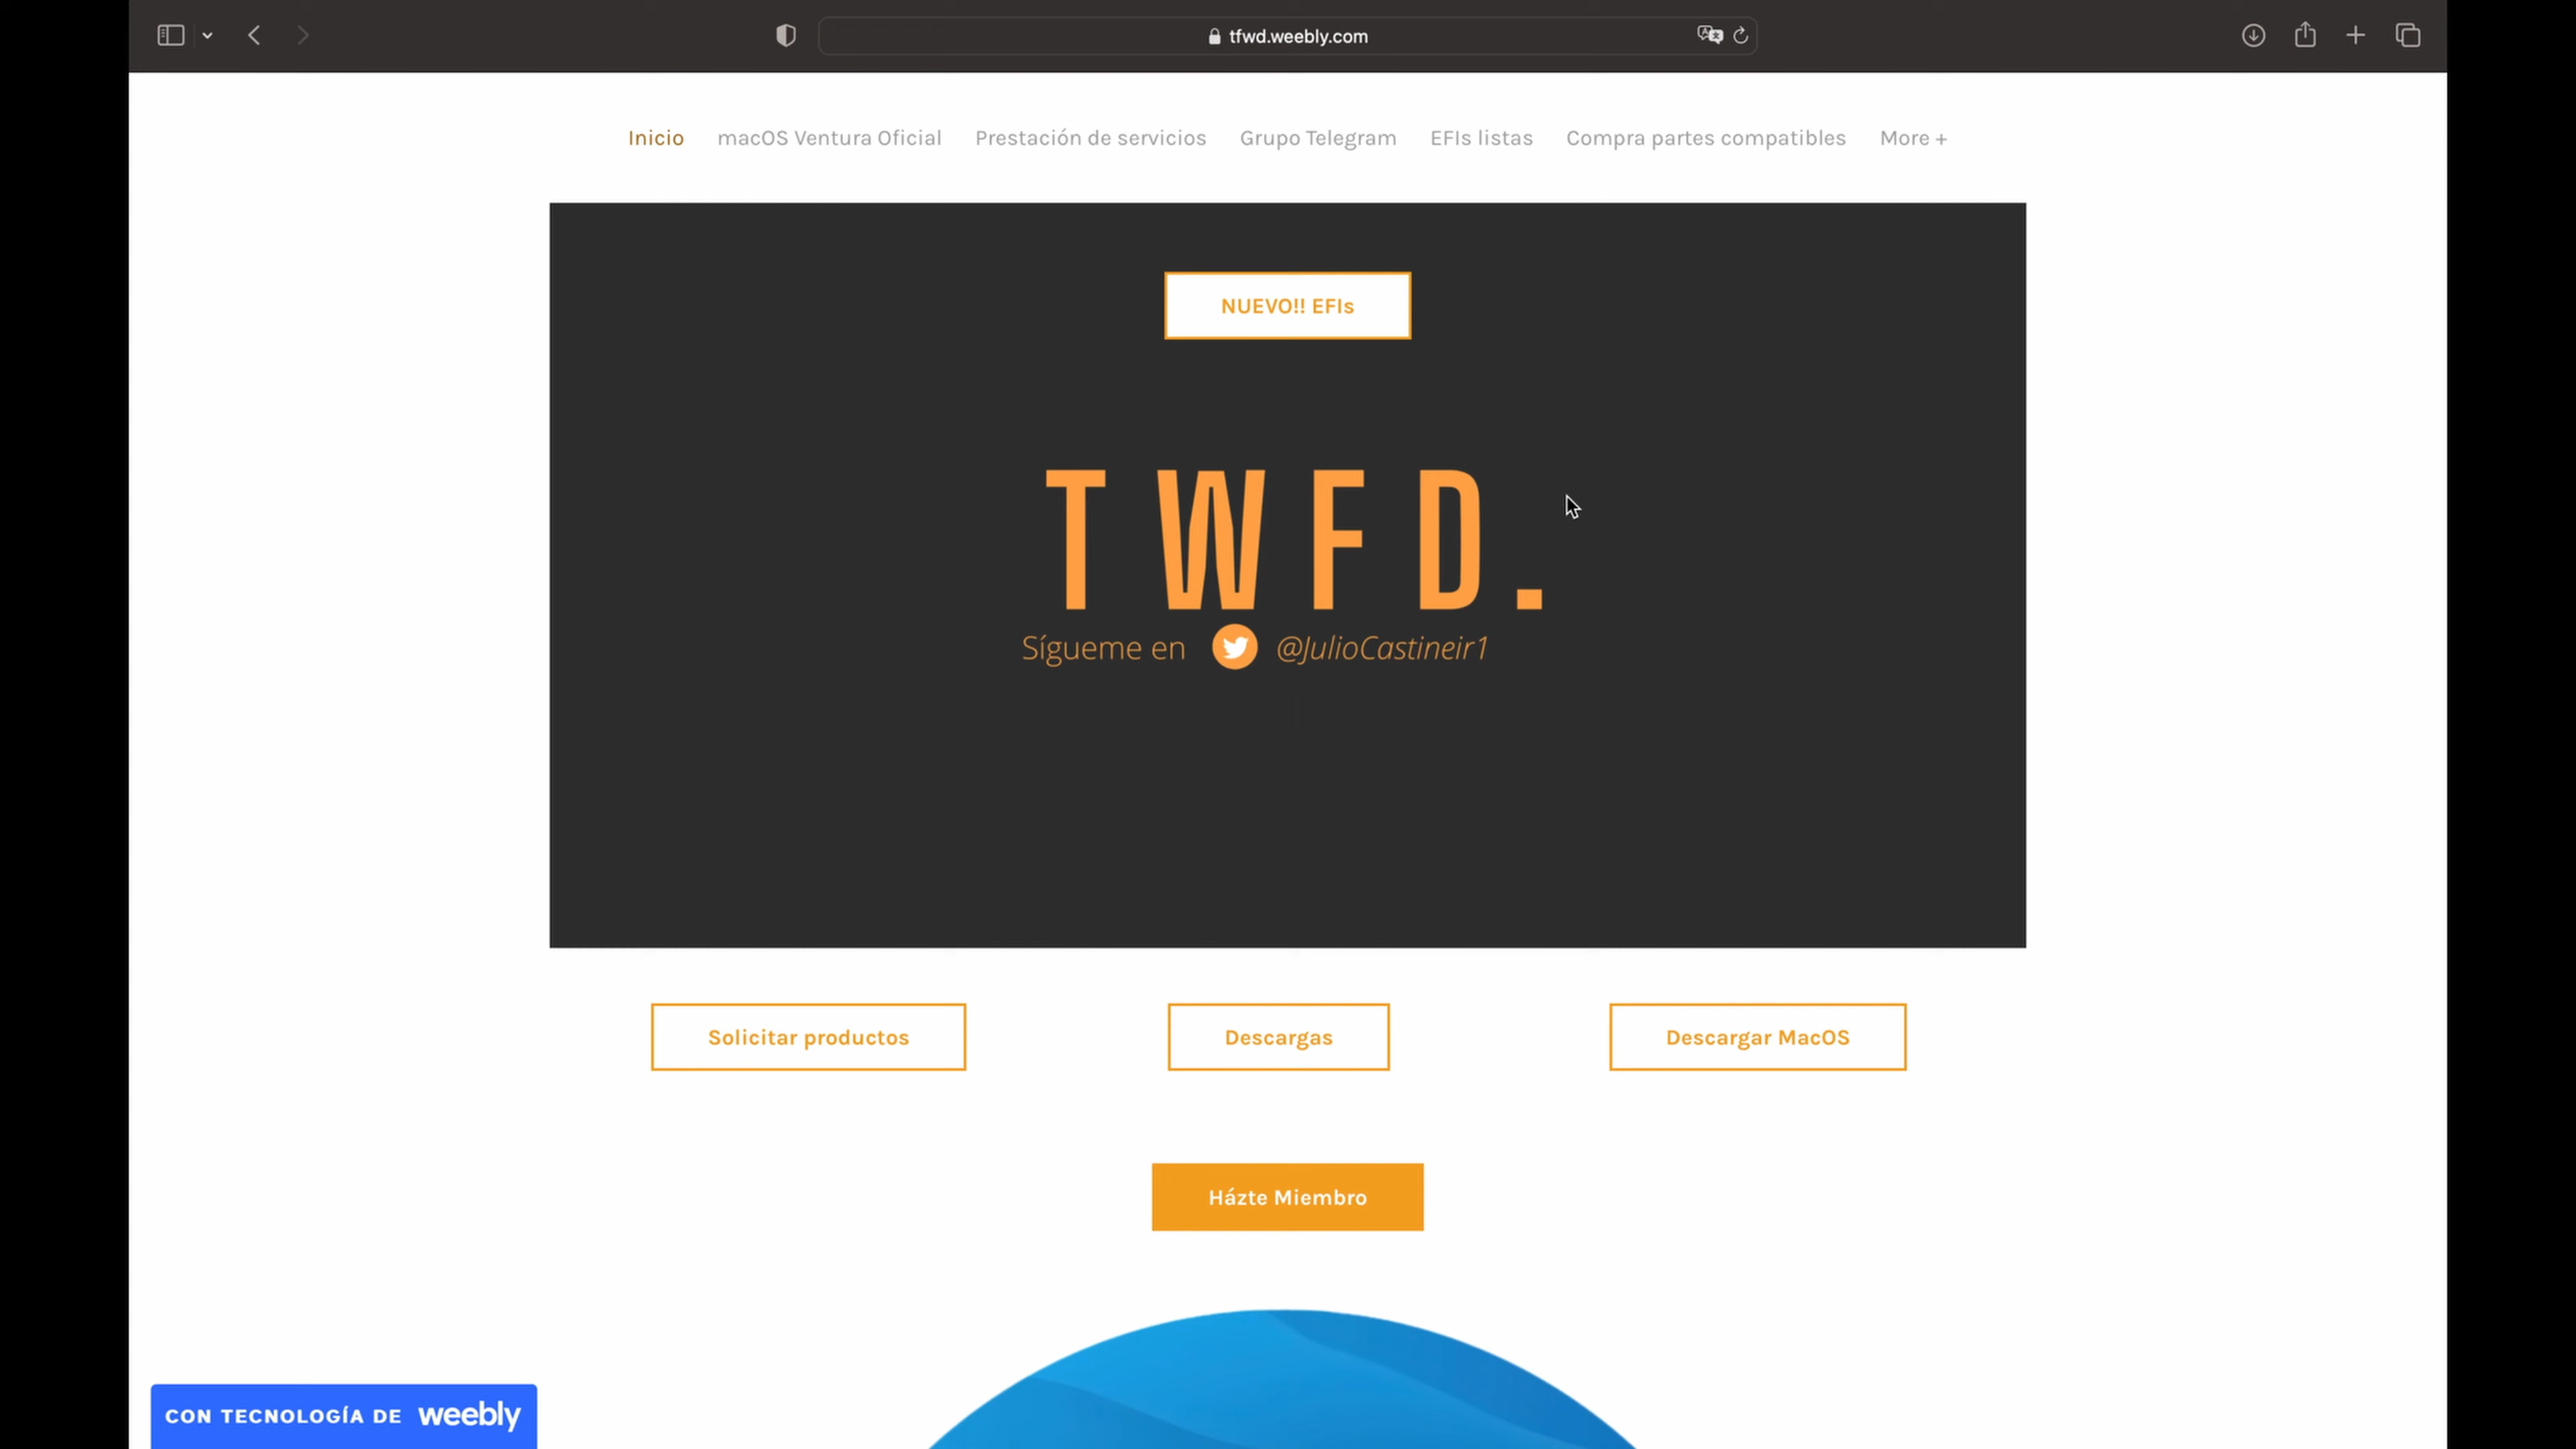 tfwd.weebly.com
Inicio macOS Ventura Oficial Prestación de servicios Grupo Telegram EFIs listas Compra partes compatibles More +
NUEVO!! EFIs
TWFD.
Sígueme en @JulioCastineir1
Solicitar productos Descargas Descargar MacOS
Házte Miembro
CON TECNOLOGÍA DE weebly